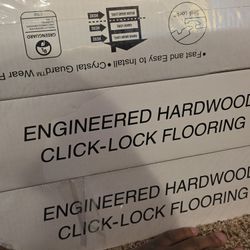 GREENGUARD
• Fast and Easy to Install • Crystal Guard™ Wear
ENGINEERED HARDWOOD
CLICK-LOCK FLOORING
ENGINEERED HARDWOOD
CLICK-LOCK FLOORING